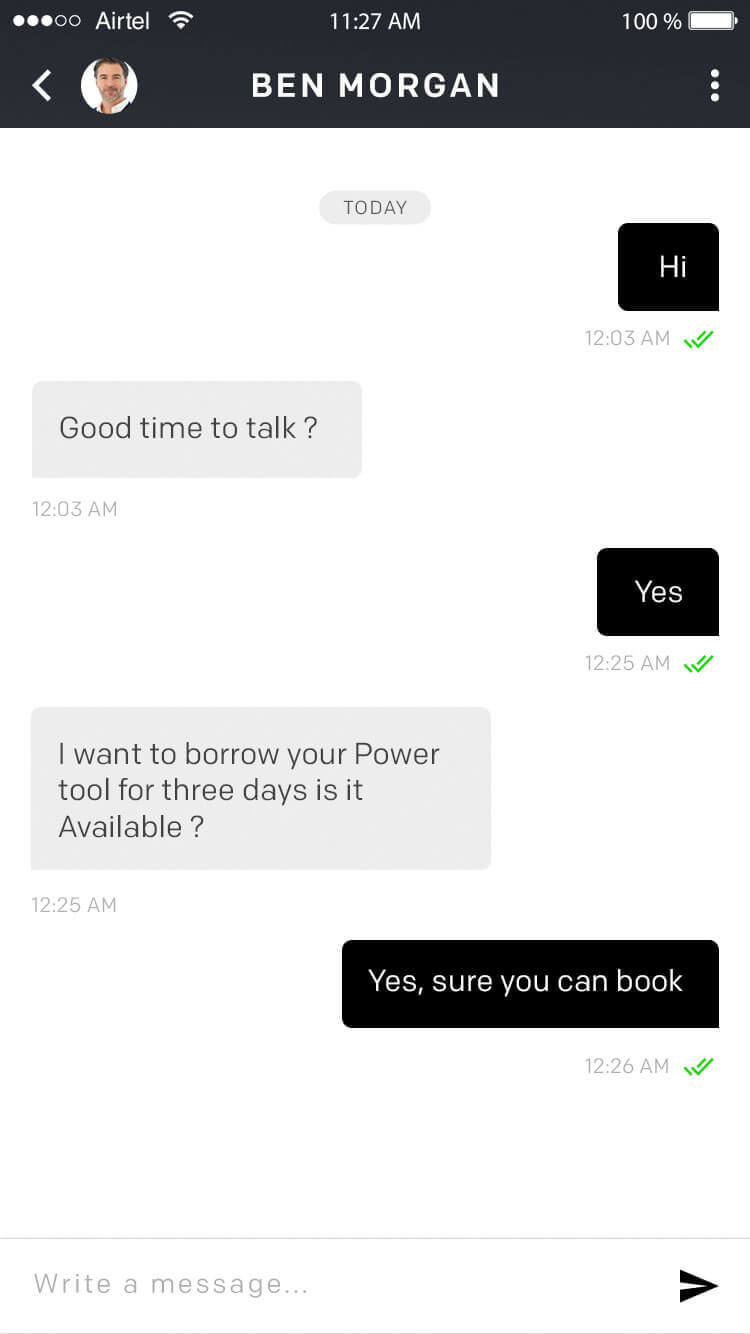 Airtel 11:27 AM 100 %
BEN MORGAN
TODAY
Hi
12:03 AM
Good time to talk ?
12:03 AM
Yes
12:25 AM
I want to borrow your Power
tool for three days is it
Available ?
12:25 AM
Yes, sure you can book
12:26 AM
Write a message...